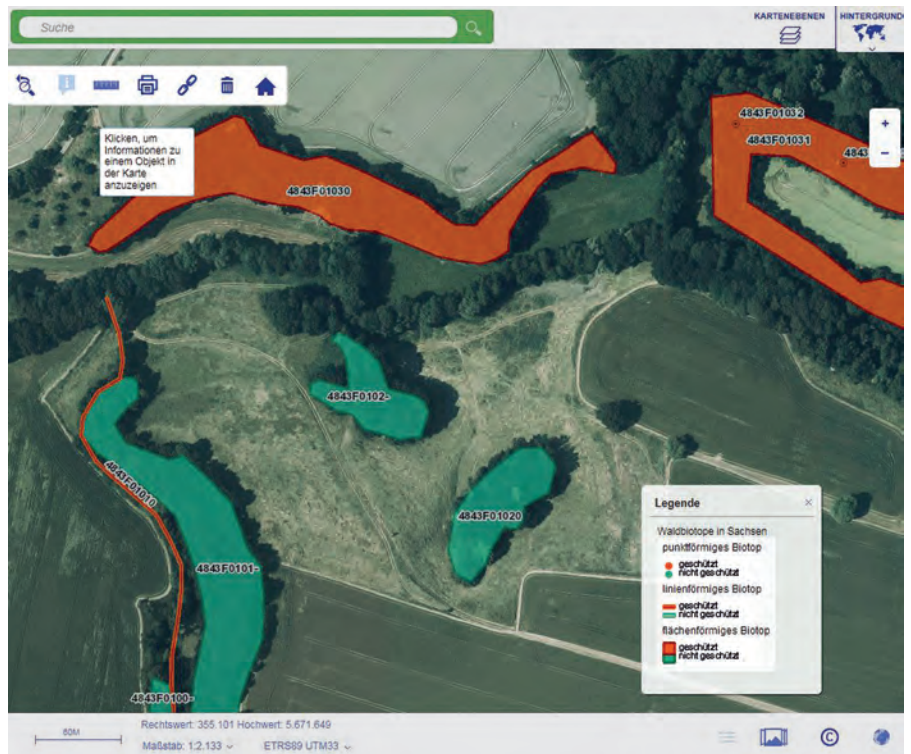 Suche
KARTENEBENEN
HINTERGRUND
Klicken, um
Informationen zu
einem Objekt in
der Karte
anzuzeigen
4843F01032
4843F01031
+
−
4843F01030
4843F0102-
4843F01010
4843F01020
4843F0101-
4843F0100-
Legende ×
Waldbiotope in Sachsen
punktförmiges Biotop
geschützt
nicht geschützt
linienförmiges Biotop
geschützt
nicht geschützt
flächenförmiges Biotop
geschützt
nicht geschützt
60M
Rechtswert: 355.101 Hochwert: 5.671.649
Maßstab: 1:2.133
ETRS89 UTM33
©